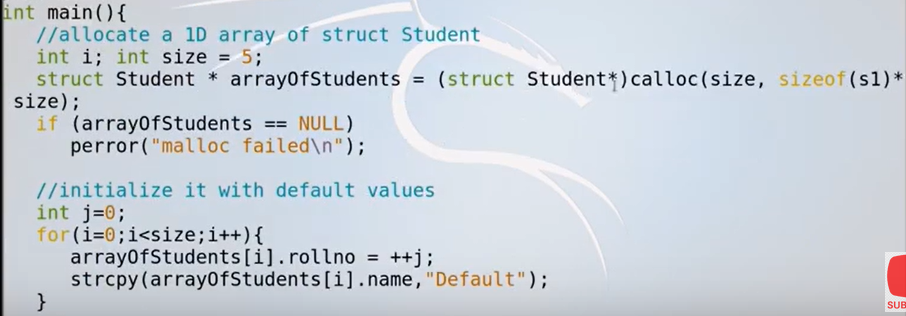 int main(){
//allocate a 1D array of struct Student
int i; int size = 5;
struct Student * arrayOfStudents = (struct Student*)calloc(size, sizeof(s1)*
size);
if (arrayOfStudents == NULL)
perror("malloc failed\n");
//initialize it with default values
int j=0;
for(i=0;i<size;i++){
arrayOfStudents[i].rollno = ++j;
strcpy(arrayOfStudents[i].name,"Default");
}
SUB